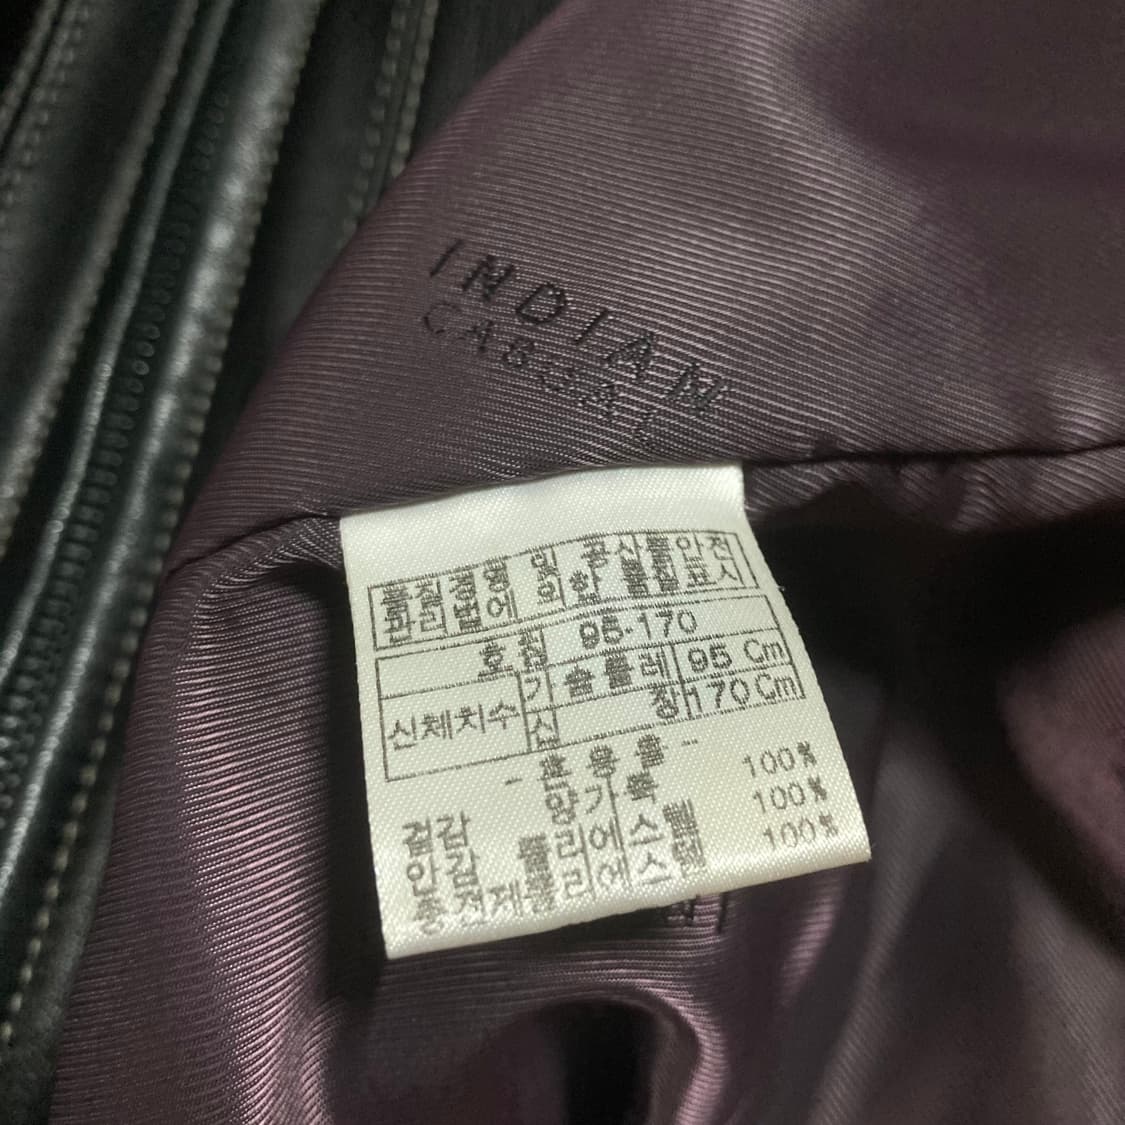 INDIAN
CASUAL
품질경영 및 공산품안전
관리법에 의한 품질표시
호칭 95-170
신체치수
가슴둘레 95 Cm
신장 170 Cm
- 혼용율 -
겉감 양가죽 100%
안감 폴리에스텔 100%
충전제 폴리에스텔 100%